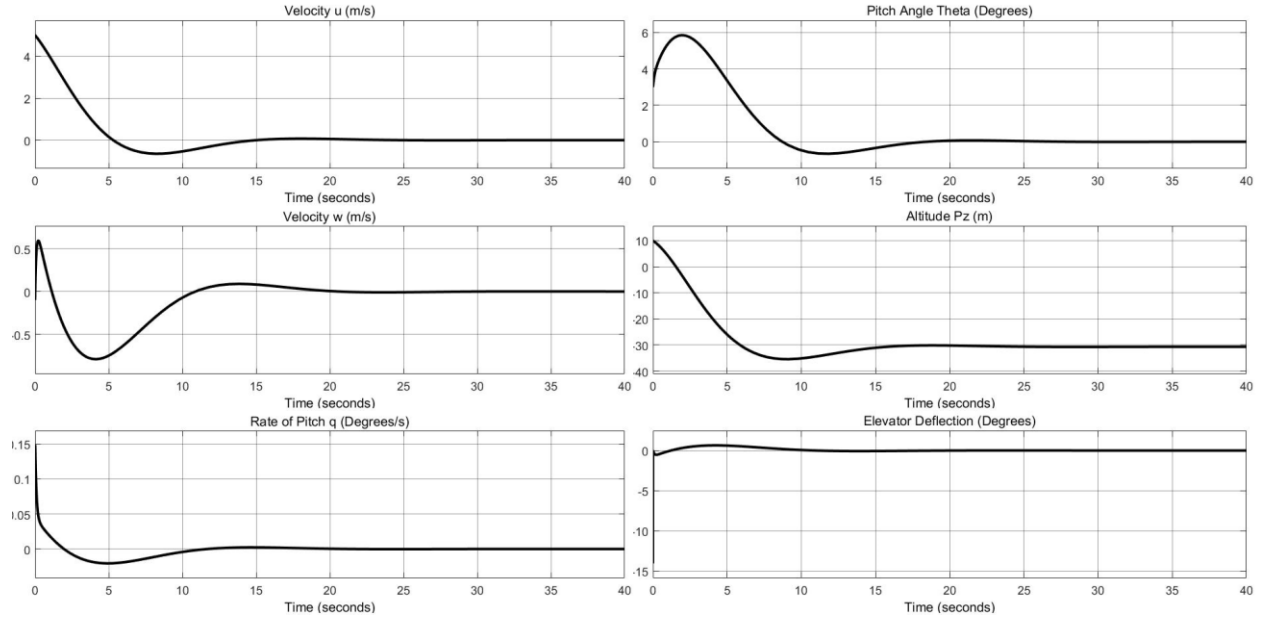 Velocity u (m/s)
4
2
0
0 5 10 15 20 25 30 35 40
Time (seconds)
Pitch Angle Theta (Degrees)
6
4
2
0
0 5 10 15 20 25 30 35 40
Time (seconds)
Velocity w (m/s)
0.5
0
-0.5
0 5 10 15 20 25 30 35 40
Time (seconds)
Altitude Pz (m)
10
0
-10
-20
-30
-40
0 5 10 15 20 25 30 35 40
Time (seconds)
Rate of Pitch q (Degrees/s)
0.15
0.1
0.05
0
0 5 10 15 20 25 30 35 40
Time (seconds)
Elevator Deflection (Degrees)
0
-5
-10
-15
0 5 10 15 20 25 30 35 40
Time (seconds)